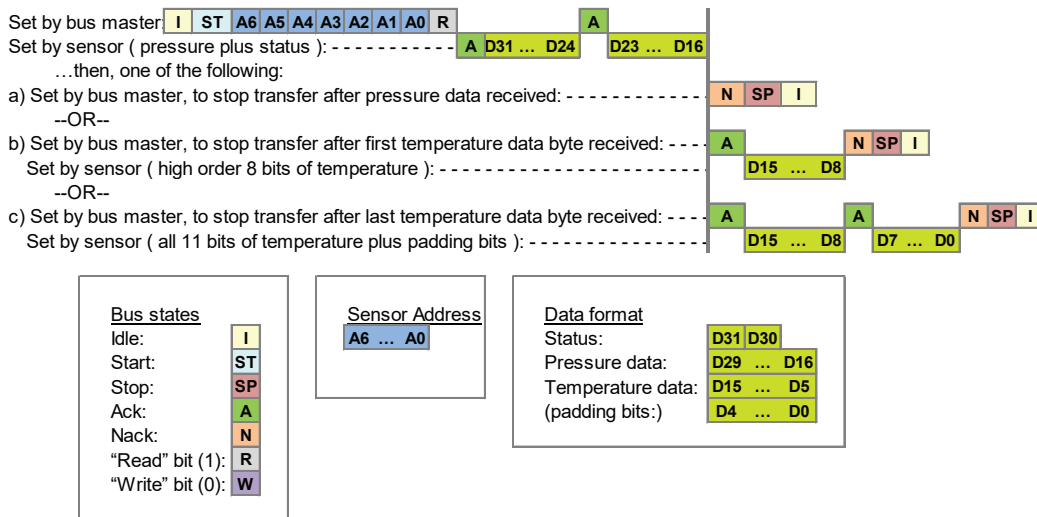 Set by bus master: I ST A6 A5 A4 A3 A2 A1 A0 R A
Set by sensor ( pressure plus status ): - - - - - - - - - - - A D31 ... D24 D23 ... D16
...then, one of the following:
a) Set by bus master, to stop transfer after pressure data received: - - - - - - - - - - - - - N SP I
--OR--
b) Set by bus master, to stop transfer after first temperature data byte received: - - - - A N SP I
Set by sensor ( high order 8 bits of temperature ): - - - - - - - - - - - - - - - - - - - - - - - - D15 ... D8
--OR--
c) Set by bus master, to stop transfer after last temperature data byte received: - - - - A A N SP I
Set by sensor ( all 11 bits of temperature plus padding bits ): - - - - - - - - - - - - - - - - D15 ... D8 D7 ... D0
Bus states
Idle: I
Start: ST
Stop: SP
Ack: A
Nack: N
“Read” bit (1): R
“Write” bit (0): W
Sensor Address
A6 ... A0
Data format
Status: D31 D30
Pressure data: D29 ... D16
Temperature data: D15 ... D5
(padding bits:) D4 ... D0